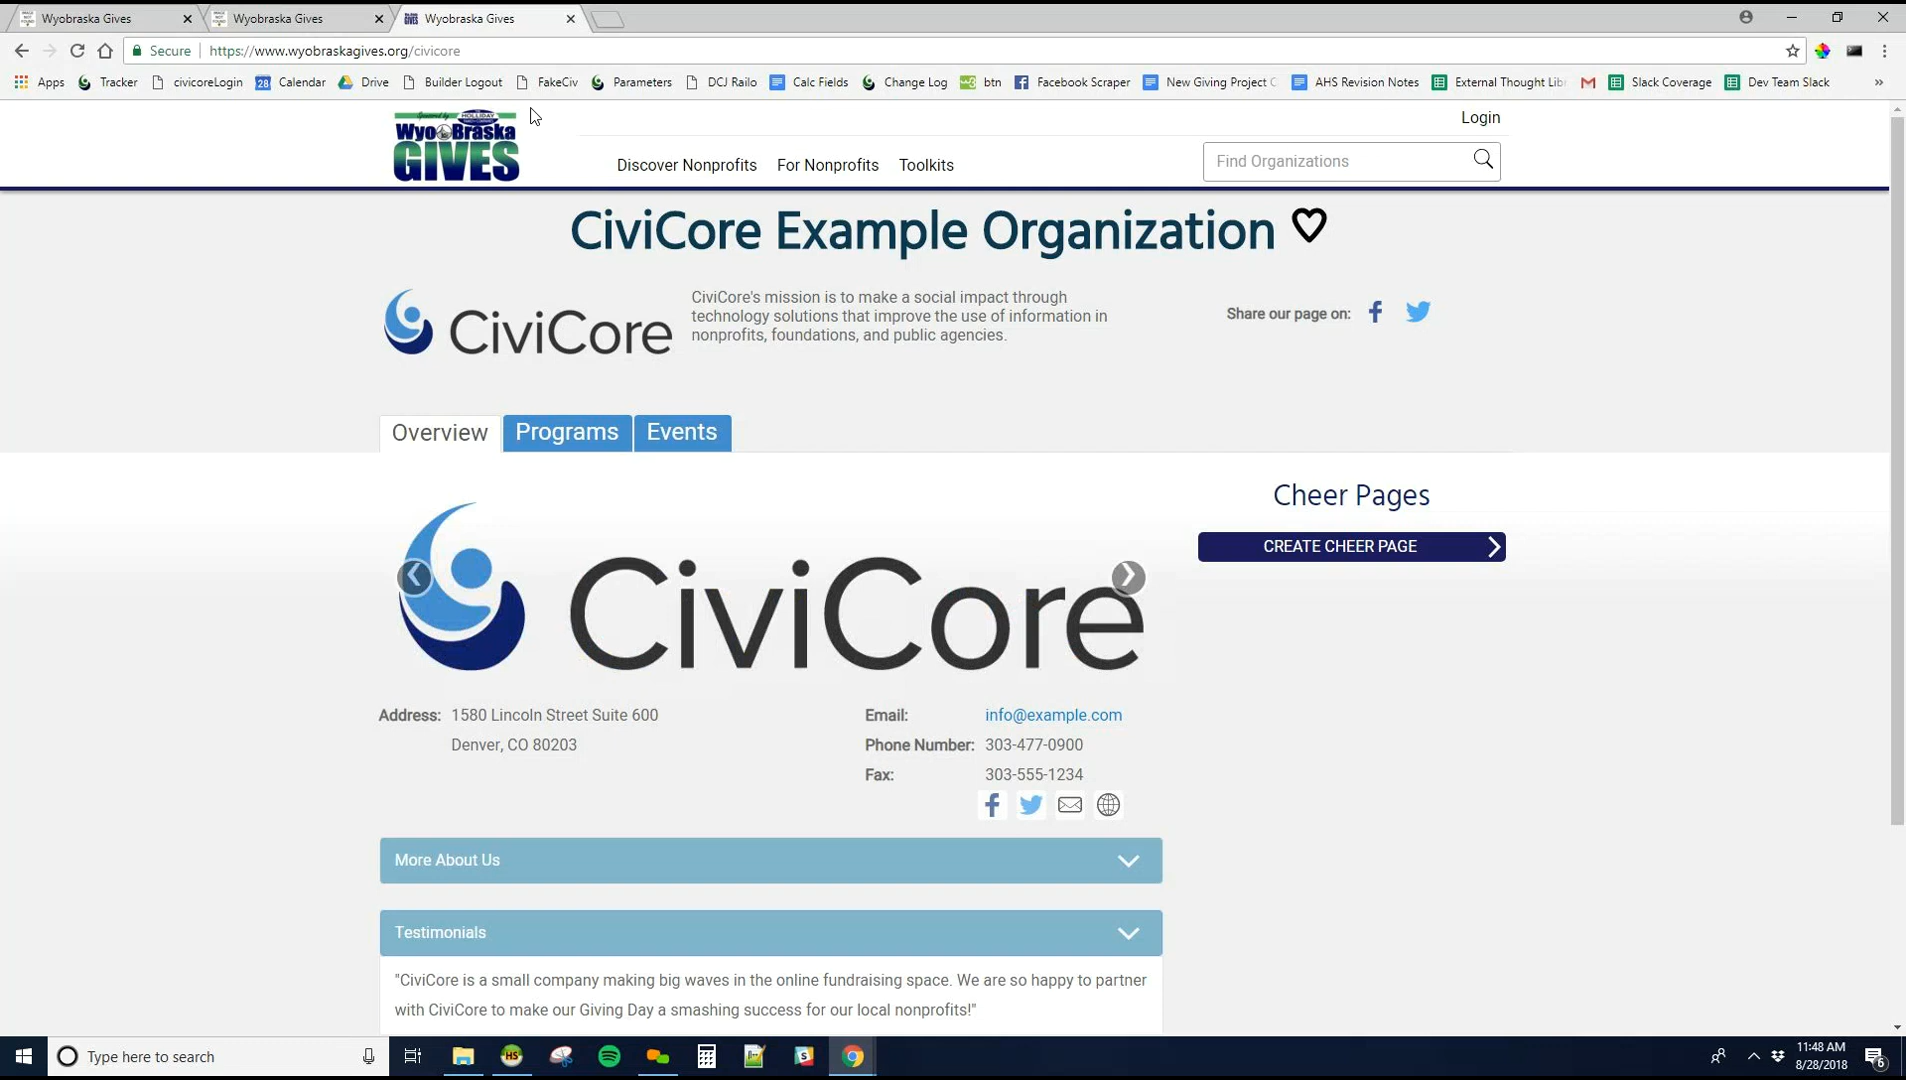 Wyobraska Gives
Wyobraska Gives
Wyobraska Gives
Secure https://www.wyobraskagives.org/civicore
Apps Tracker civicoreLogin Calendar Drive Builder Logout FakeCiv Parameters DCJ Railo Calc Fields Change Log btn Facebook Scraper New Giving Project C AHS Revision Notes External Thought Lib Slack Coverage Dev Team Slack »
Sponsored by HOLLIDAY
WyoBraska
GIVES
Login
Discover Nonprofits For Nonprofits Toolkits
Find Organizations
CiviCore Example Organization
CiviCore
CiviCore's mission is to make a social impact through
technology solutions that improve the use of information in
nonprofits, foundations, and public agencies.
Share our page on:
Overview Programs Events
Cheer Pages
CREATE CHEER PAGE
CiviCore
Address: 1580 Lincoln Street Suite 600
Denver, CO 80203
Email: info@example.com
Phone Number: 303-477-0900
Fax: 303-555-1234
More About Us
Testimonials
"CiviCore is a small company making big waves in the online fundraising space. We are so happy to partner
with CiviCore to make our Giving Day a smashing success for our local nonprofits!"
Type here to search
HS
11:48 AM
8/28/2018
6